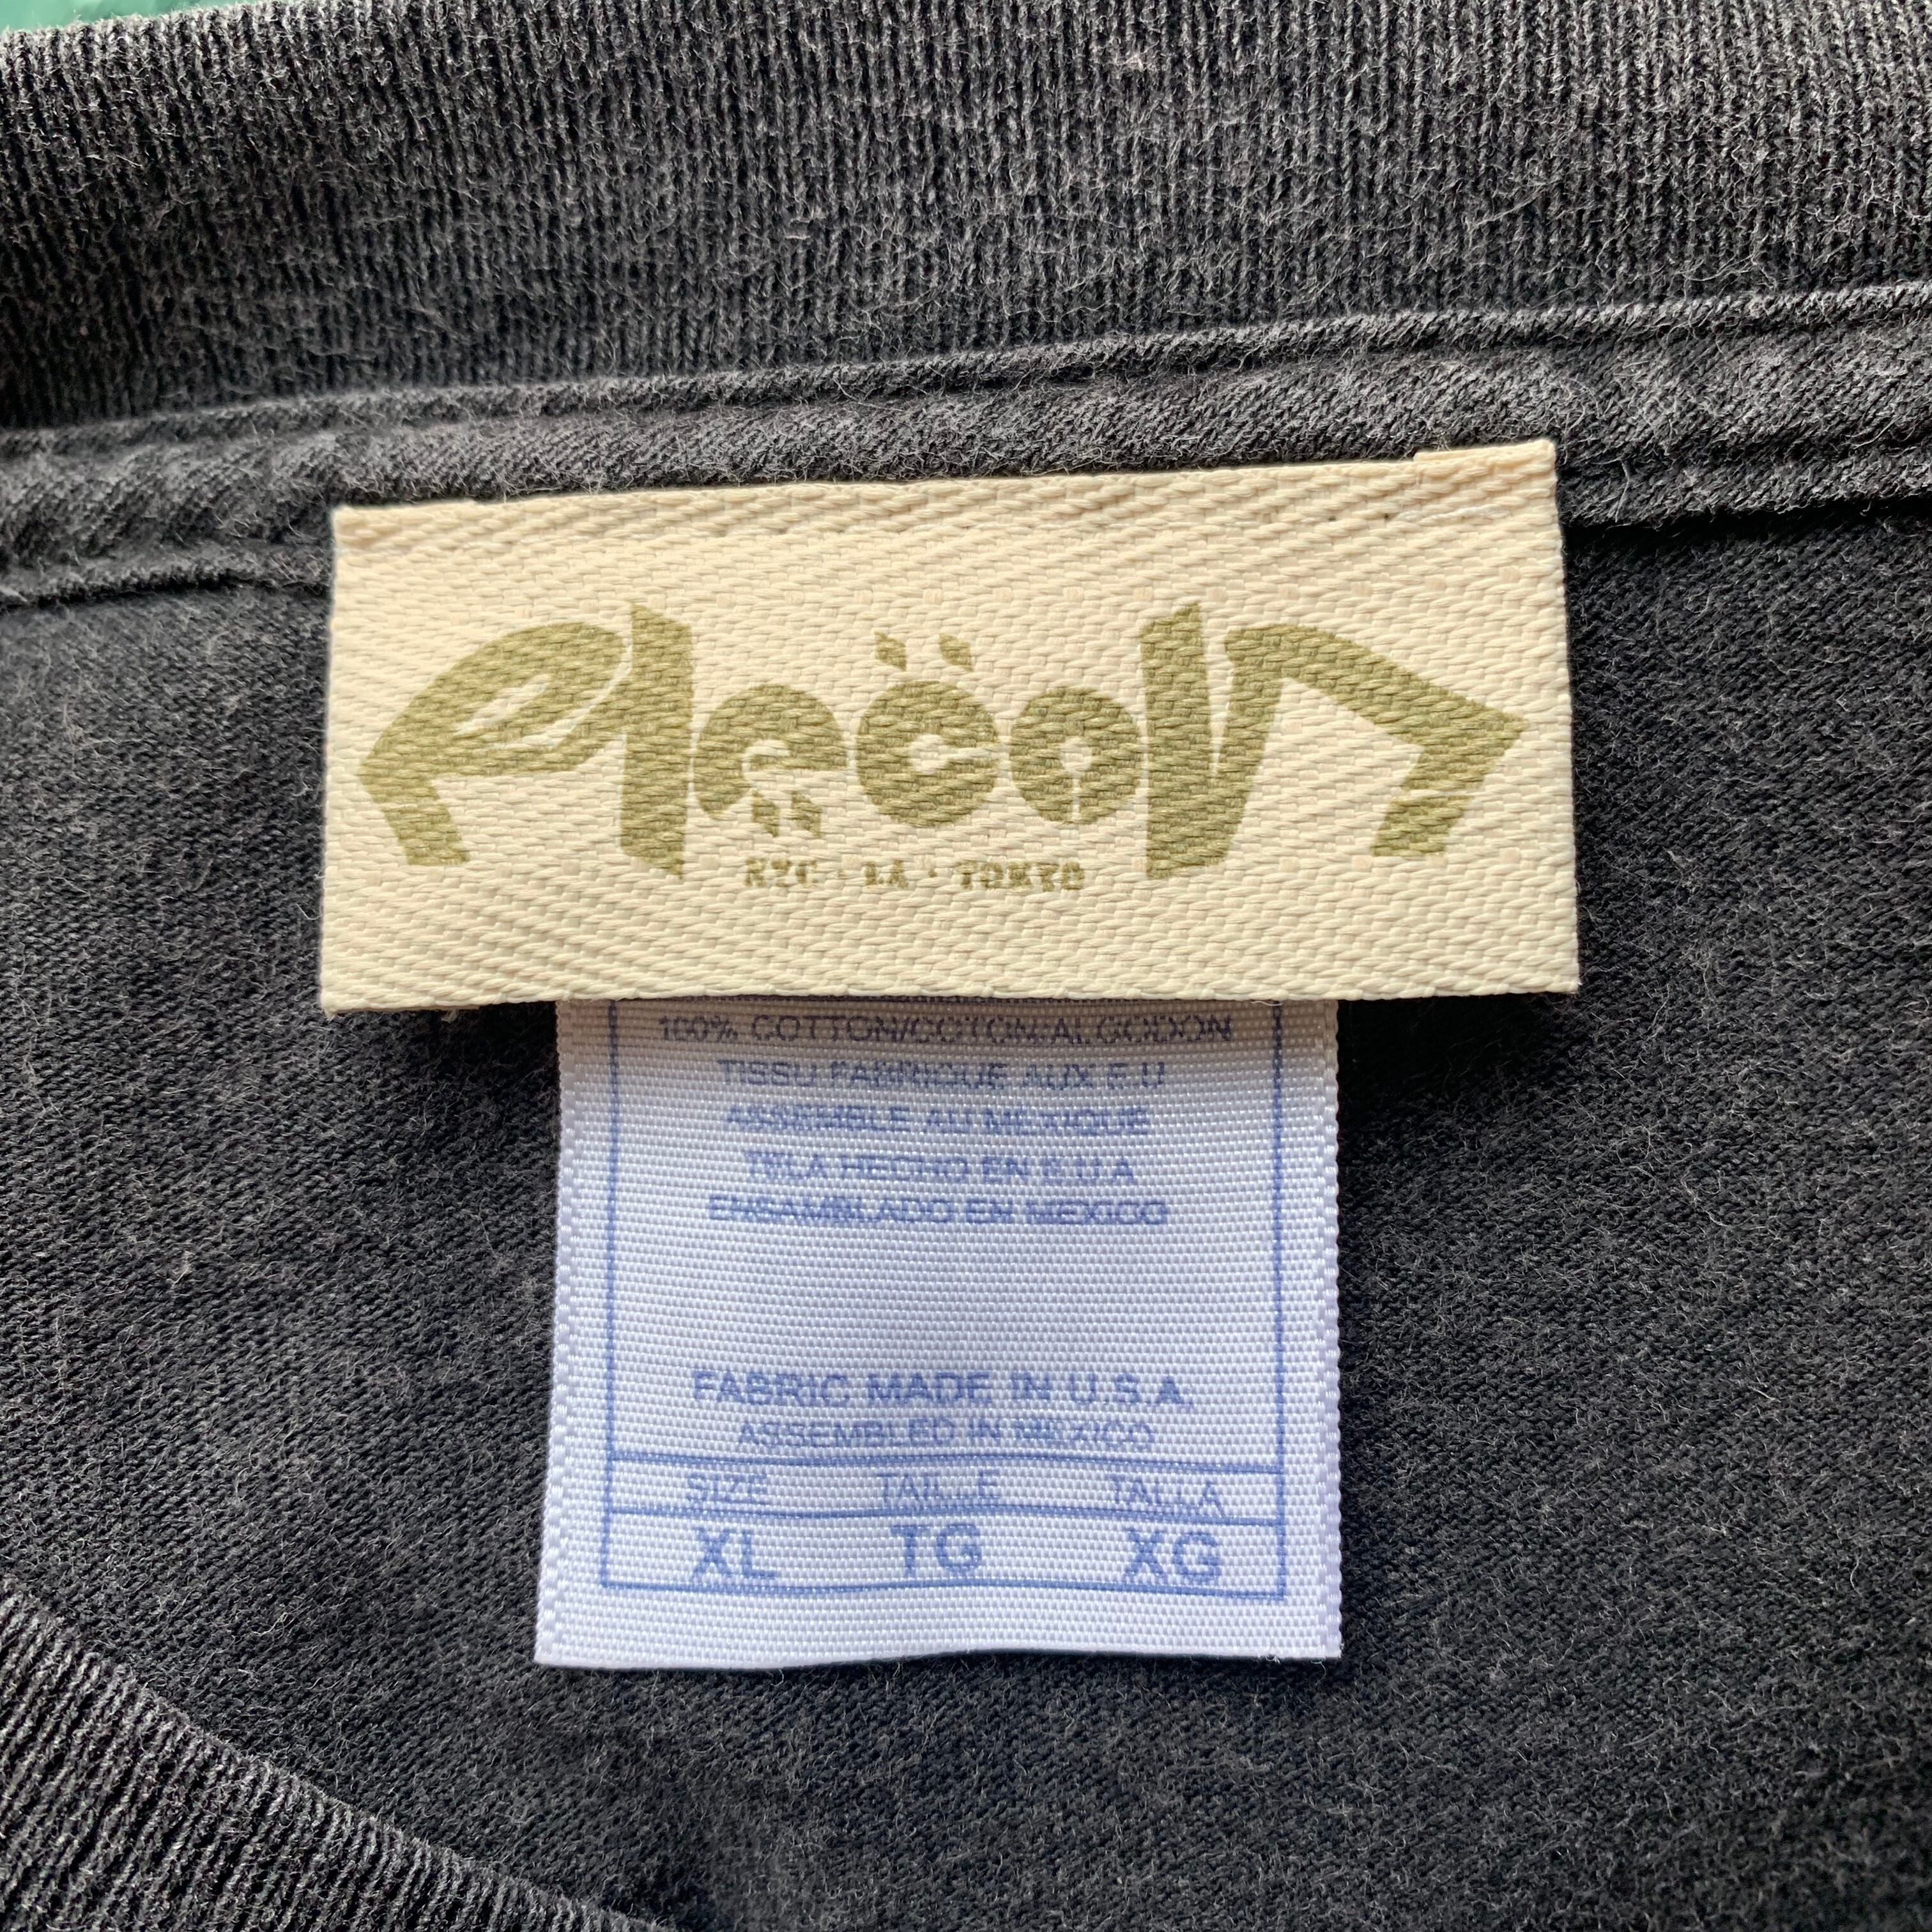 NYC · LA · TOKYO
100% COTTON/COTON/ALGODON
TISSU FABRIQUE AUX E.U
ASSEMBLE AU MEXIQUE
TELA HECHO EN E.U.A
ENSAMBLADO EN MEXICO
FABRIC MADE IN U.S.A
ASSEMBLED IN MEXICO
SIZE TAILLE TALLA
XL TG XG